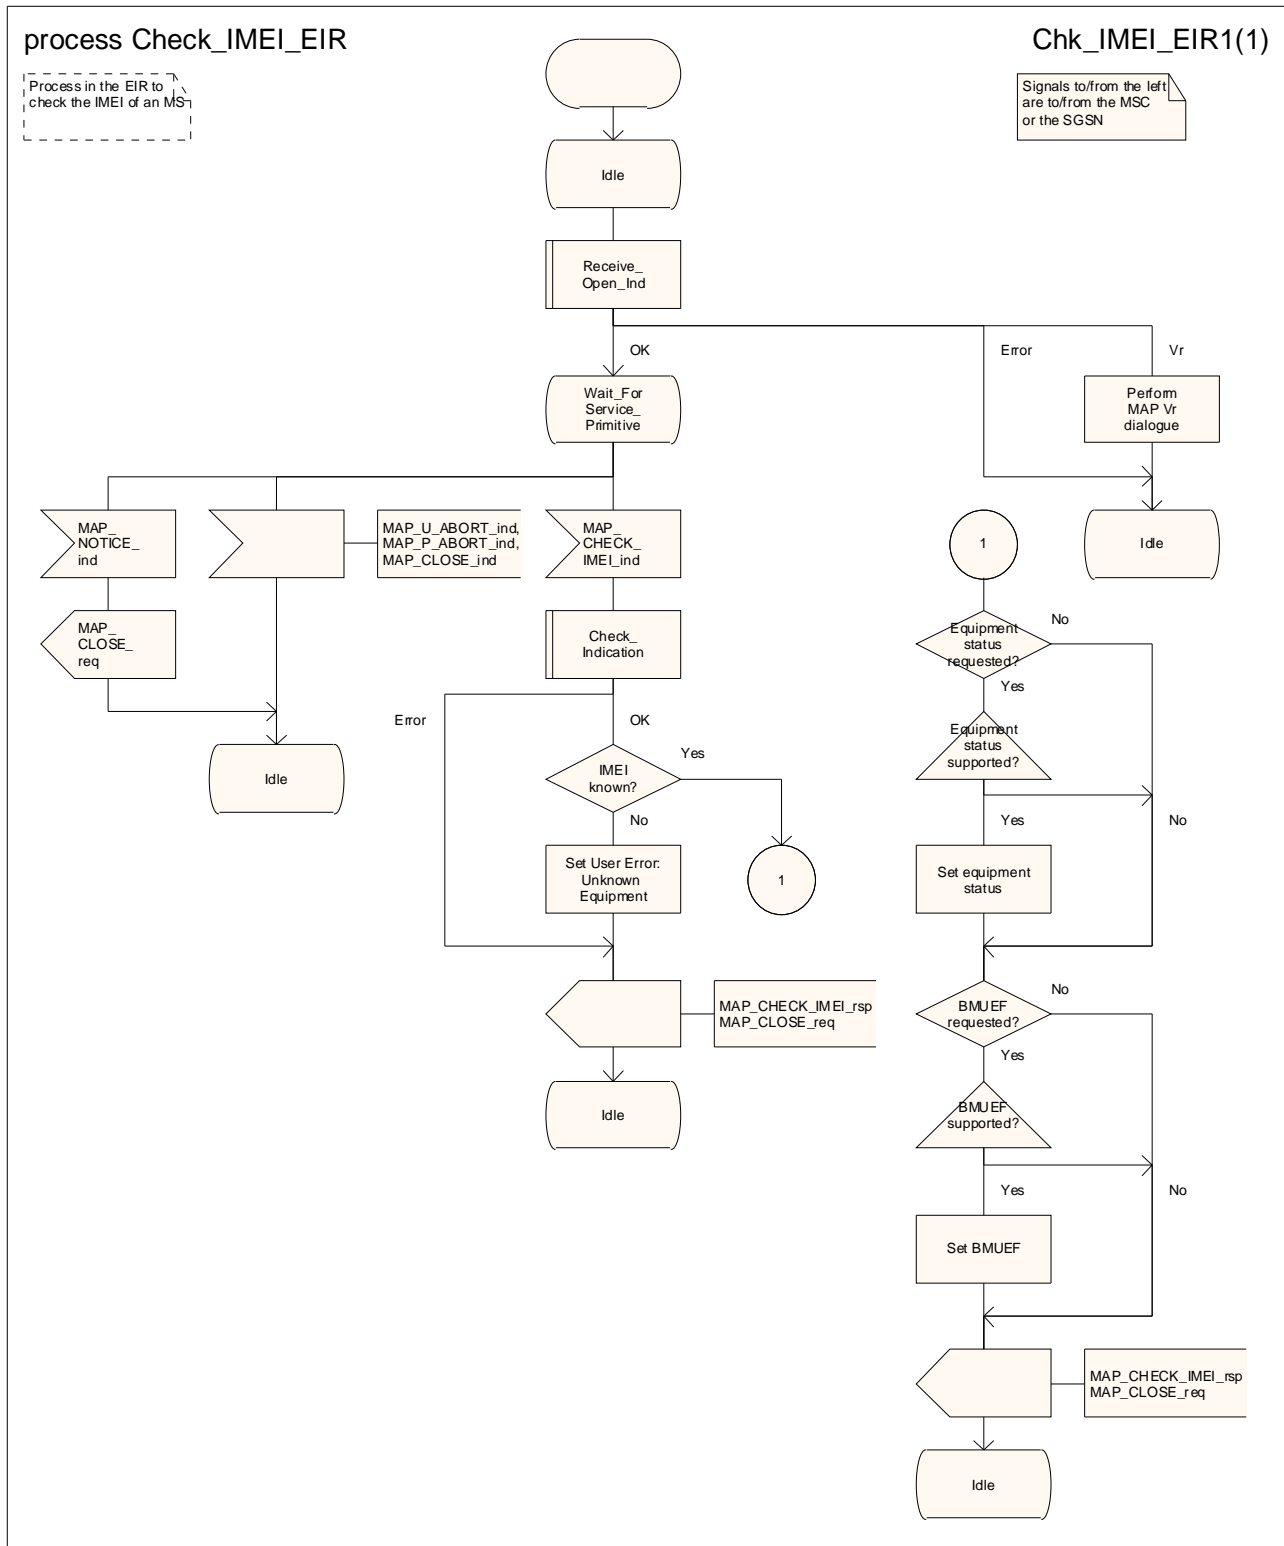 process Check_IMEI_EIR
Chk_IMEI_EIR1(1)
Process in the EIR to
check the IMEI of an MS
Signals to/from the left
are to/from the MSC
or the SGSN
Idle
Receive_
Open_Ind
OK
Error
Vr
Wait_For
Service_
Primitive
Perform
MAP Vr
dialogue
MAP_
NOTICE_
ind
MAP_U_ABORT_ind,
MAP_P_ABORT_ind,
MAP_CLOSE_ind
MAP_
CHECK_
IMEI_ind
1
Idle
MAP_
CLOSE_
req
Check_
Indication
Equipment
status
requested?
No
Yes
Error
OK
Idle
IMEI
known?
Yes
No
Equipment
status
supported?
Yes
No
Set User Error:
Unknown
Equipment
1
Set equipment
status
MAP_CHECK_IMEI_rsp
MAP_CLOSE_req
BMUEF
requested?
No
Yes
Idle
BMUEF
supported?
Yes
No
Set BMUEF
MAP_CHECK_IMEI_rsp
MAP_CLOSE_req
Idle